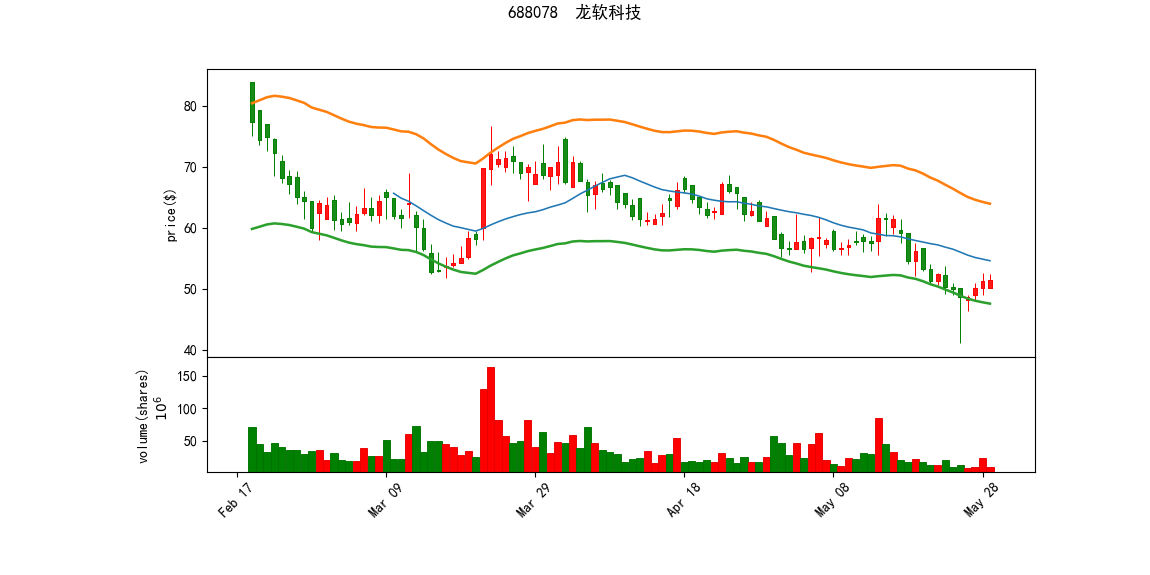 688078 龙软科技
price($)
80
70
60
50
40
volume(shares)
10^6
150
100
50
Feb 17
Mar 09
Mar 29
Apr 18
May 08
May 28